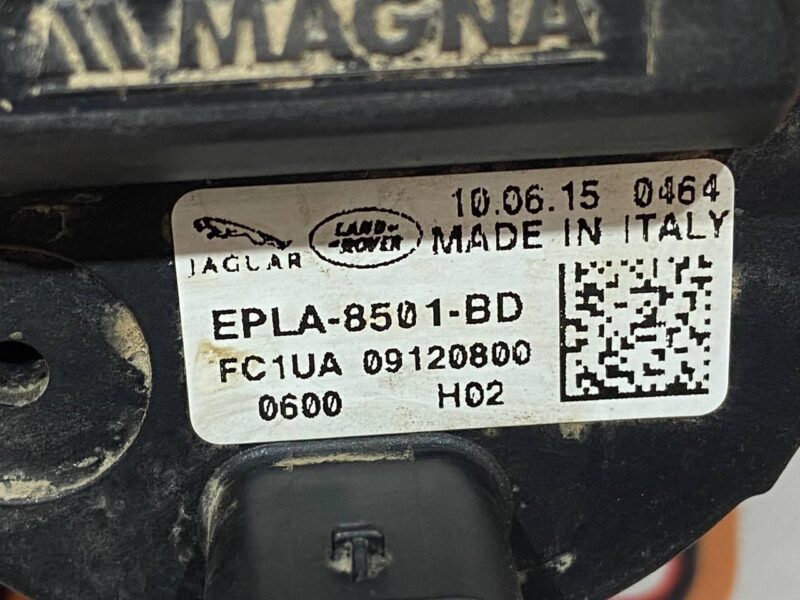 MAGNA
10.06.15 0464
JAGUAR
LAND ROVER
MADE IN ITALY
EPLA-8501-BD
FC1UA 09120800
0600 H02